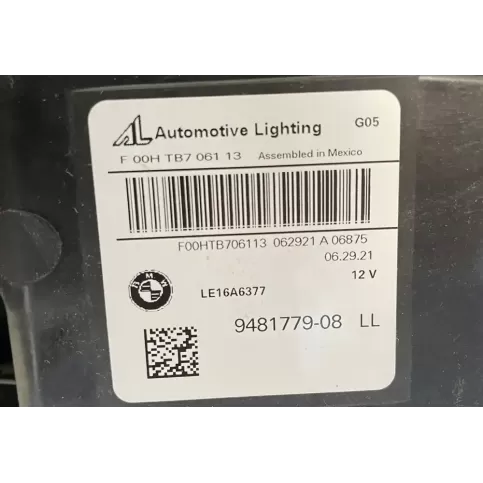 AL Automotive Lighting G05
F 00H TB7 061 13 Assembled in Mexico
F00HTB706113 062921 A 06875
06.29.21
12 V
BMW
LE16A6377
9481779-08 LL